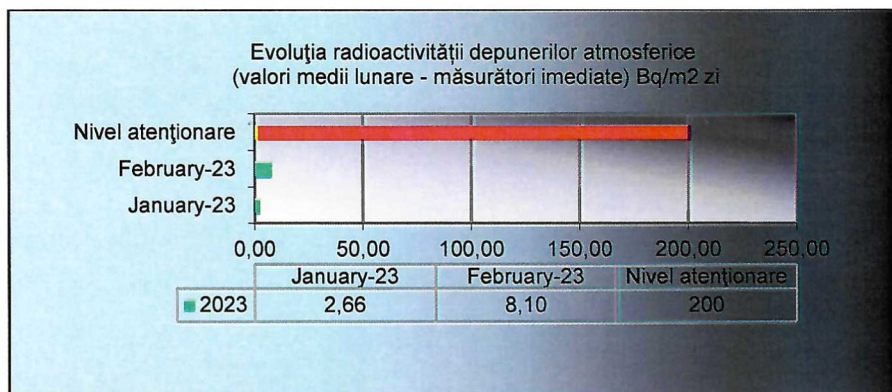 Evoluţia radioactivităţii depunerilor atmosferice
(valori medii lunare - măsurători imediate) Bq/m2 zi
Nivel atenţionare
February-23
January-23
0,00 50,00 100,00 150,00 200,00 250,00
January-23 February-23 Nivel atenţionare
2023 2,66 8,10 200